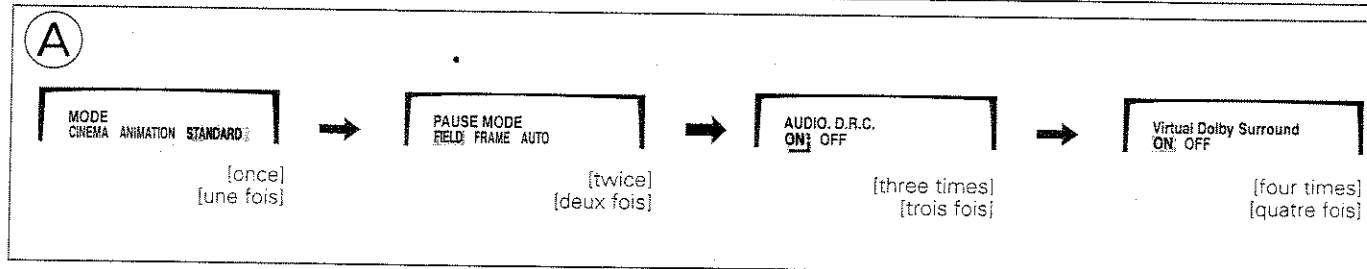 A
MODE
CINEMA ANIMATION STANDARD
[once]
[une fois]
PAUSE MODE
FIELD FRAME AUTO
[twice]
[deux fois]
AUDIO. D.R.C.
ON OFF
[three times]
[trois fois]
Virtual Dolby Surround
ON OFF
[four times]
[quatre fois]